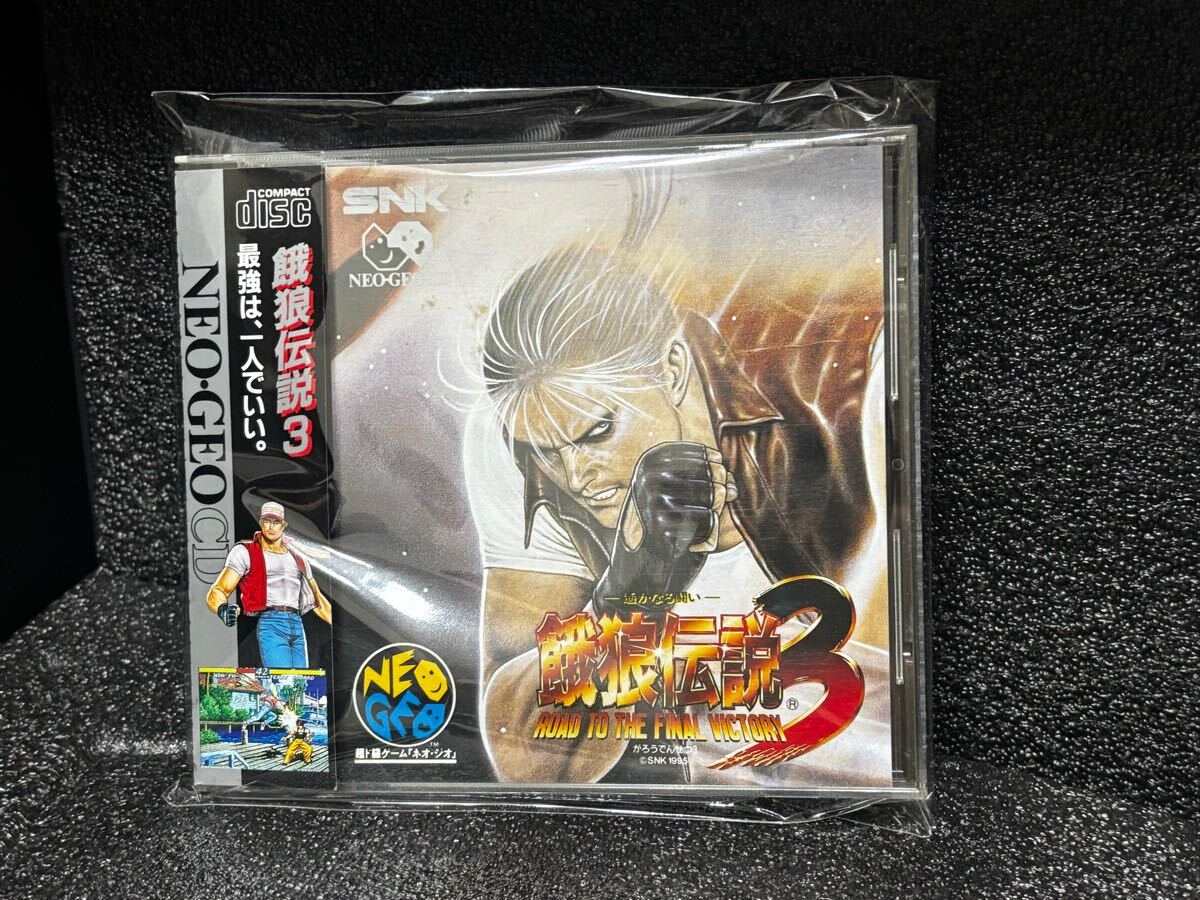 COMPACT
disc
餓狼伝説3
最強は、一人でいい。
NEO·GEO CD
42
SNK
NEO-GEO
NEO
GEO
TM
超ド級ゲーム「ネオ・ジオ」
― 遥かなる闘い ―
餓狼伝説3
®
ROAD TO THE FINAL VICTORY
がろうでんせつ3
©SNK 1995